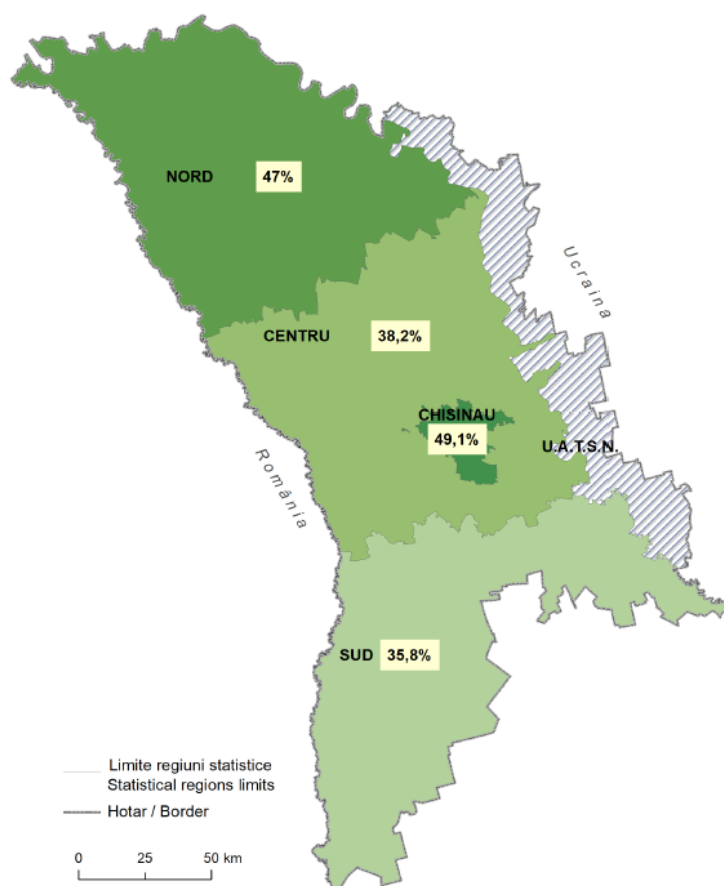 NORD 47%
Ucraina
CENTRU 38,2%
CHISINAU
49,1%
U.A.T.S.N.
România
SUD 35,8%
Limite regiuni statistice
Statistical regions limits
Hotar / Border
0 25 50 km